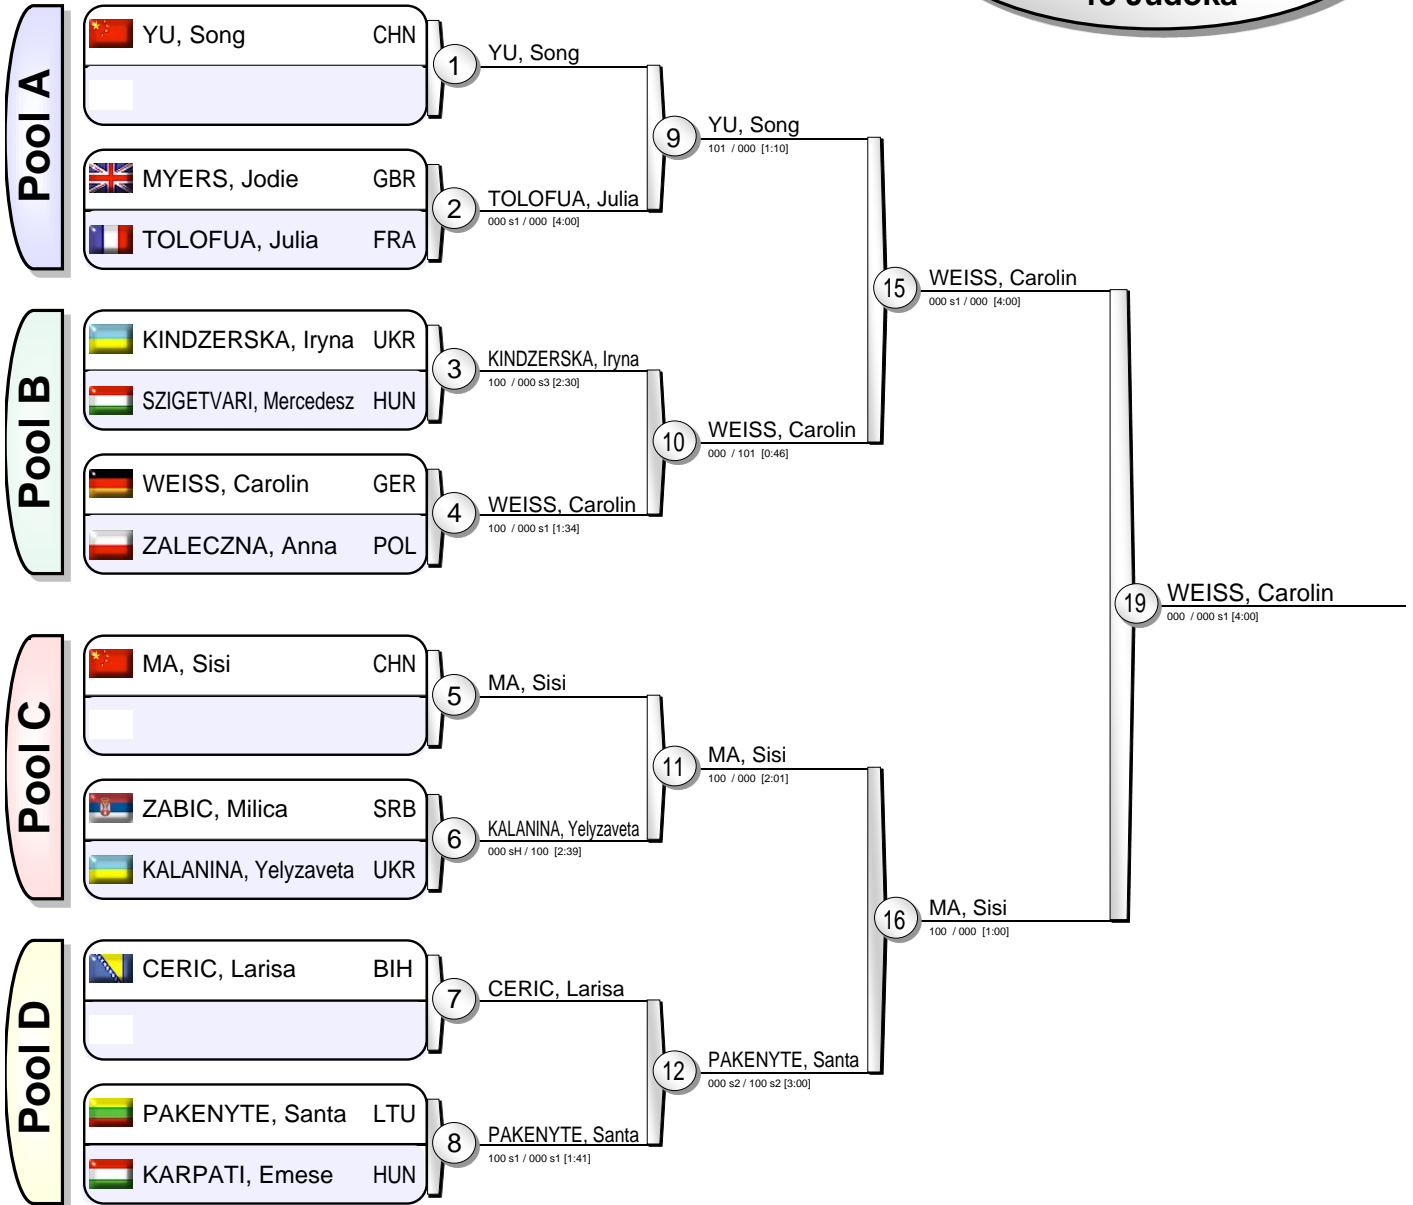 Pool A
YU, Song CHN
MYERS, Jodie GBR
TOLOFUA, Julia FRA
Pool B
KINDZERSKA, Iryna UKR
SZIGETVARI, Mercedesz HUN
WEISS, Carolin GER
ZALECZNA, Anna POL
Pool C
MA, Sisi CHN
ZABIC, Milica SRB
KALANINA, Yelyzaveta UKR
Pool D
CERIC, Larisa BIH
PAKENYTE, Santa LTU
KARPATI, Emese HUN
1 YU, Song
2 TOLOFUA, Julia
000 s1 / 000 [4:00]
3 KINDZERSKA, Iryna
100 / 000 s3 [2:30]
4 WEISS, Carolin
100 / 000 s1 [1:34]
5 MA, Sisi
6 KALANINA, Yelyzaveta
000 sH / 100 [2:39]
7 CERIC, Larisa
8 PAKENYTE, Santa
100 s1 / 000 s1 [1:41]
9 YU, Song
101 / 000 [1:10]
10 WEISS, Carolin
000 / 101 [0:46]
11 MA, Sisi
100 / 000 [2:01]
12 PAKENYTE, Santa
000 s2 / 100 s2 [3:00]
15 WEISS, Carolin
000 s1 / 000 [4:00]
16 MA, Sisi
100 / 000 [1:00]
19 WEISS, Carolin
000 / 000 s1 [4:00]